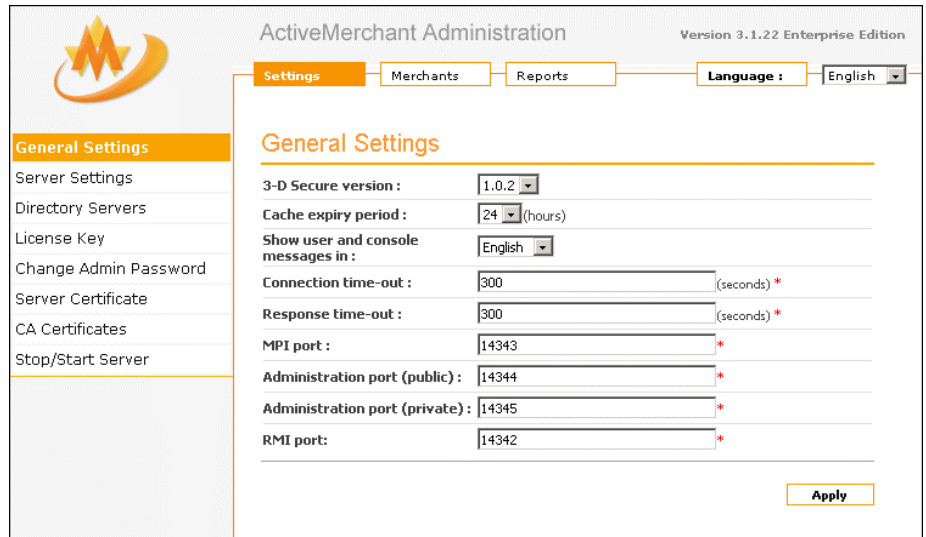 ActiveMerchant Administration
Version 3.1.22 Enterprise Edition
Settings
Merchants
Reports
Language :
English
General Settings
Server Settings
Directory Servers
License Key
Change Admin Password
Server Certificate
CA Certificates
Stop/Start Server
General Settings
3-D Secure version : 1.0.2
Cache expiry period : 24 (hours)
Show user and console
messages in : English
Connection time-out : 300 (seconds) *
Response time-out : 300 (seconds) *
MPI port : 14343 *
Administration port (public) : 14344 *
Administration port (private) : 14345 *
RMI port: 14342 *
Apply